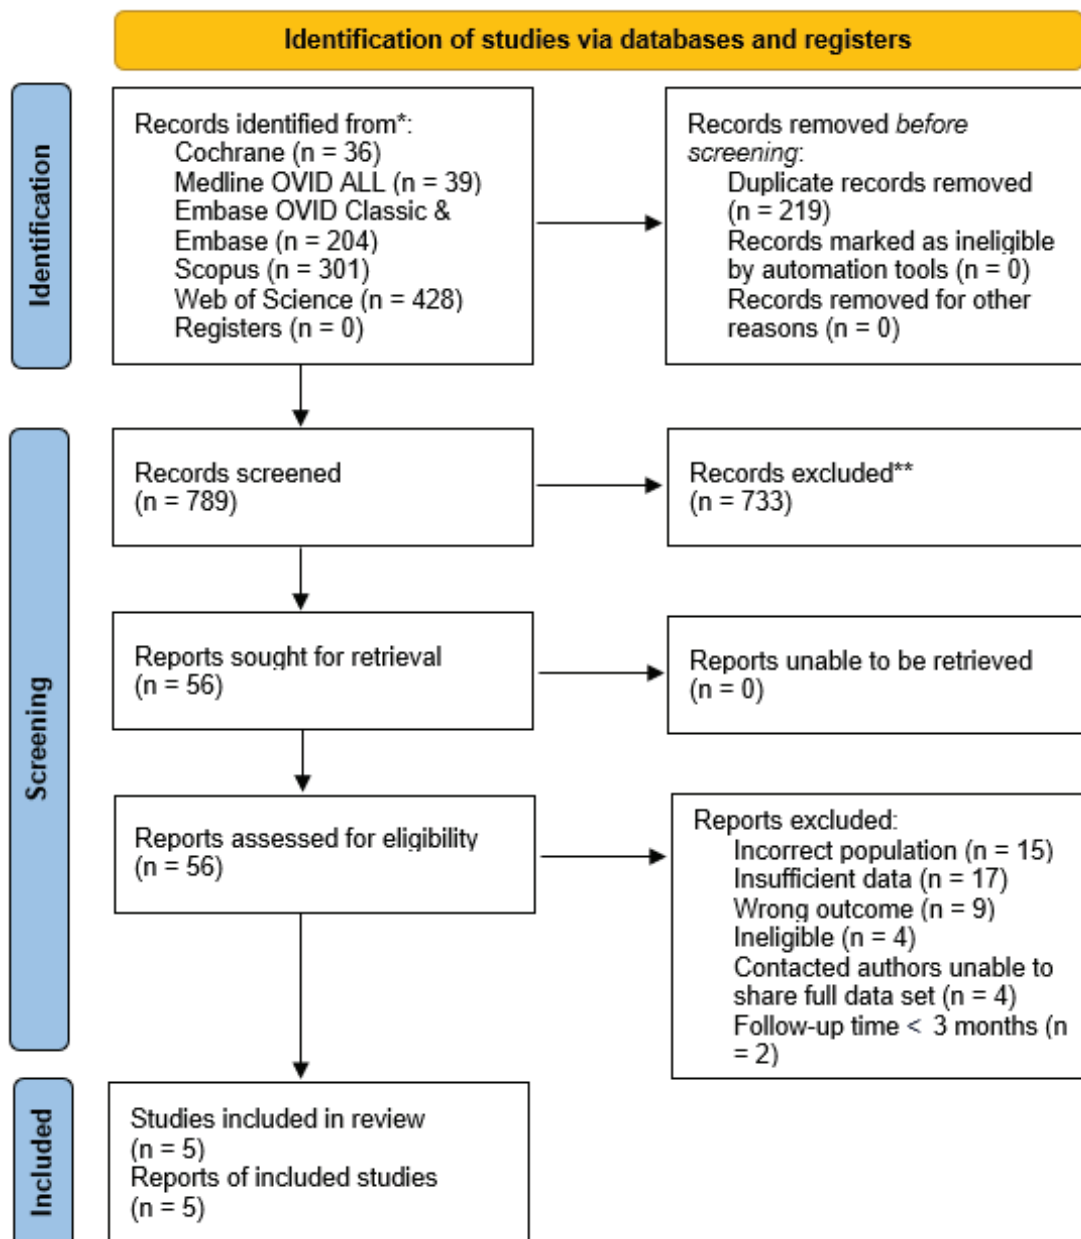 Identification of studies via databases and registers
Identification
Records identified from*:
Cochrane (n = 36)
Medline OVID ALL (n = 39)
Embase OVID Classic &
Embase (n = 204)
Scopus (n = 301)
Web of Science (n = 428)
Registers (n = 0)
Records removed before
screening:
Duplicate records removed
(n = 219)
Records marked as ineligible
by automation tools (n = 0)
Records removed for other
reasons (n = 0)
Screening
Records screened
(n = 789)
Records excluded**
(n = 733)
Reports sought for retrieval
(n = 56)
Reports unable to be retrieved
(n = 0)
Reports assessed for eligibility
(n = 56)
Reports excluded:
Incorrect population (n = 15)
Insufficient data (n = 17)
Wrong outcome (n = 9)
Ineligible (n = 4)
Contacted authors unable to
share full data set (n = 4)
Follow-up time < 3 months (n
= 2)
Included
Studies included in review
(n = 5)
Reports of included studies
(n = 5)